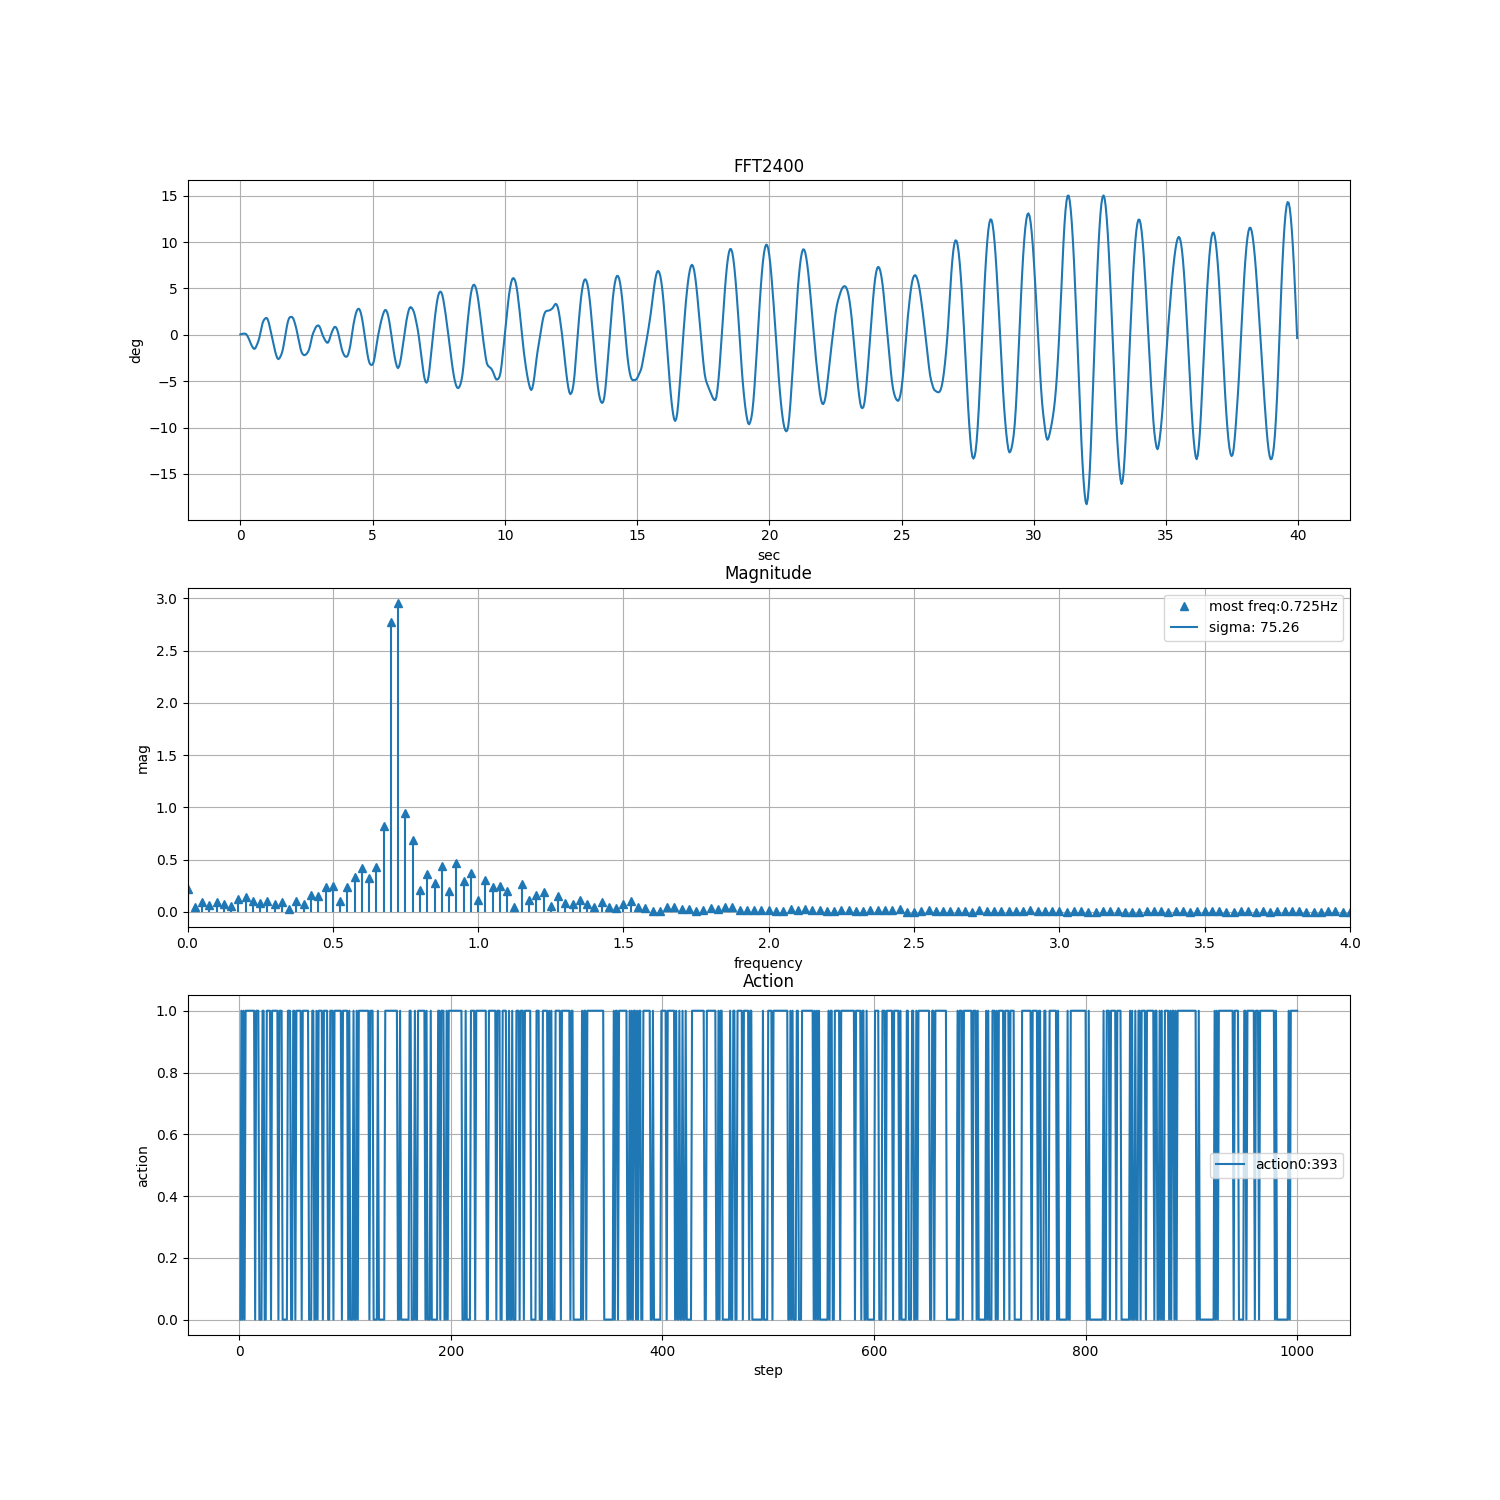 FFT2400
15
10
5
0
−5
−10
−15
deg
0 5 10 15 20 25 30 35 40
sec
Magnitude
3.0
2.5
2.0
1.5
1.0
0.5
0.0
mag
most freq:0.725Hz
sigma: 75.26
0.0 0.5 1.0 1.5 2.0 2.5 3.0 3.5 4.0
frequency
Action
1.0
0.8
0.6
0.4
0.2
0.0
action
action0:393
0 200 400 600 800 1000
step